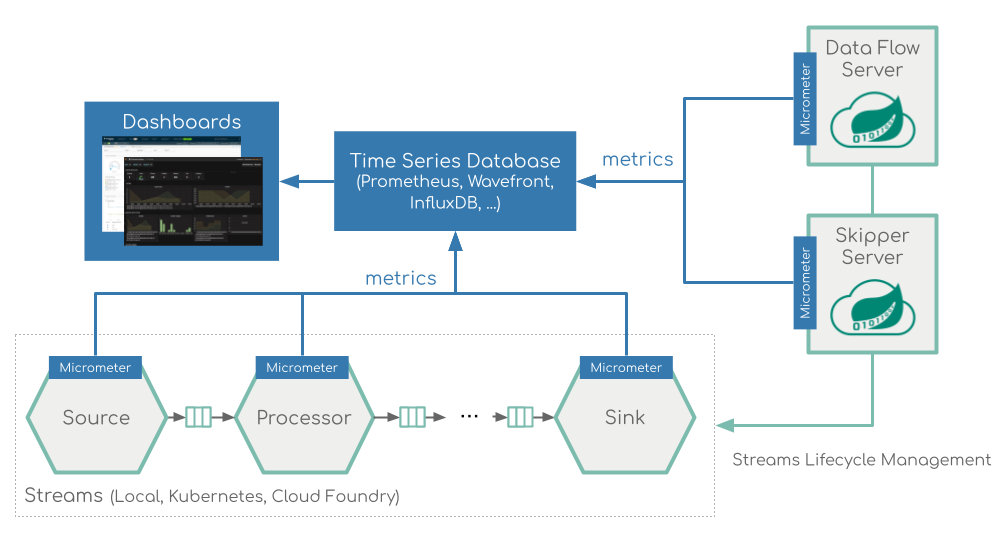 Data Flow
Server
Micrometer
Dashboards
Time Series Database
(Prometheus, Wavefront,
InfluxDB, ...)
metrics
Skipper
Server
Micrometer
metrics
Micrometer
Micrometer
Micrometer
Source
Processor
...
Sink
Streams Lifecycle Management
Streams (Local, Kubernetes, Cloud Foundry)